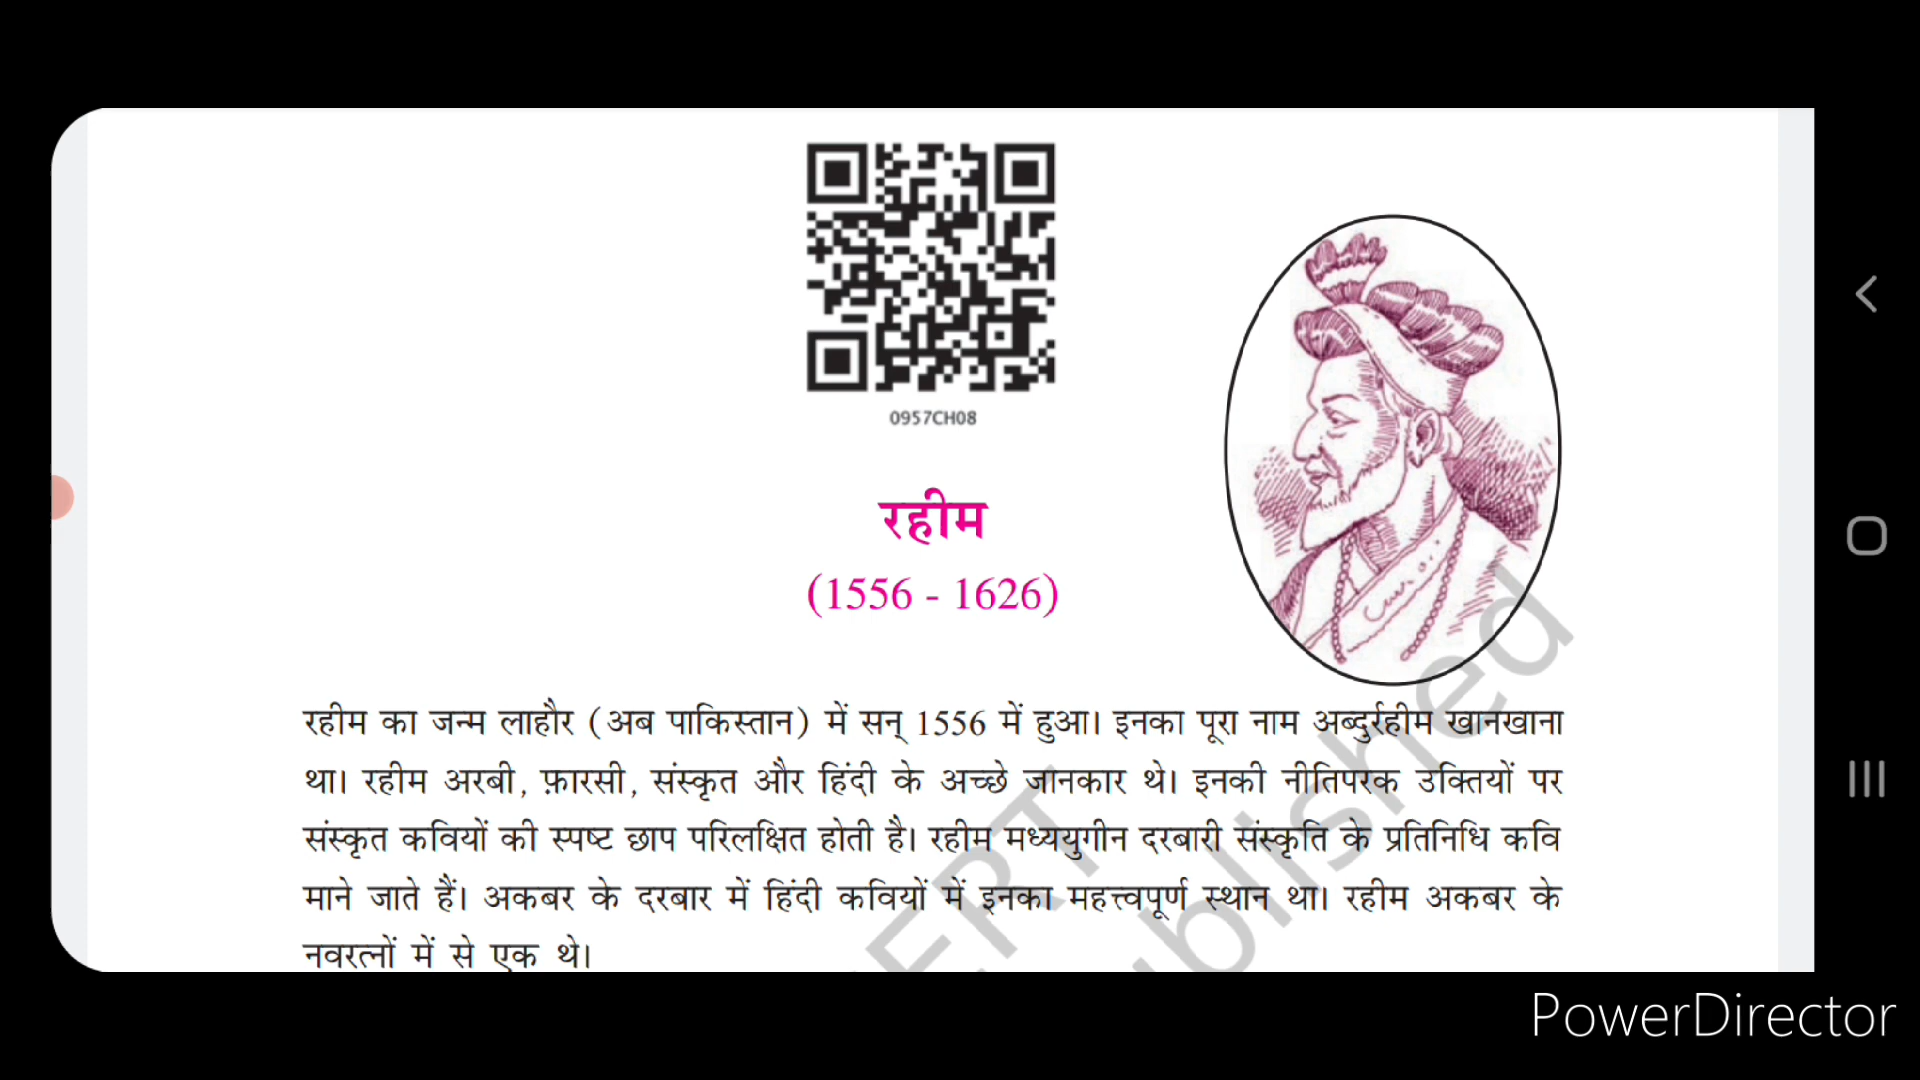 0957CH08
रहीम
(1556 - 1626)
रहीम का जन्म लाहौर (अब पाकिस्तान) में सन् 1556 में हुआ। इनका पूरा नाम अब्दुर्रहीम खानखाना
था। रहीम अरबी, फ़ारसी, संस्कृत और हिंदी के अच्छे जानकार थे। इनकी नीतिपरक उक्तियों पर
संस्कृत कवियों की स्पष्ट छाप परिलक्षित होती है। रहीम मध्ययुगीन दरबारी संस्कृति के प्रतिनिधि कवि
माने जाते हैं। अकबर के दरबार में हिंदी कवियों में इनका महत्त्वपूर्ण स्थान था। रहीम अकबर के
नवरत्नों में से एक थे।
PowerDirector